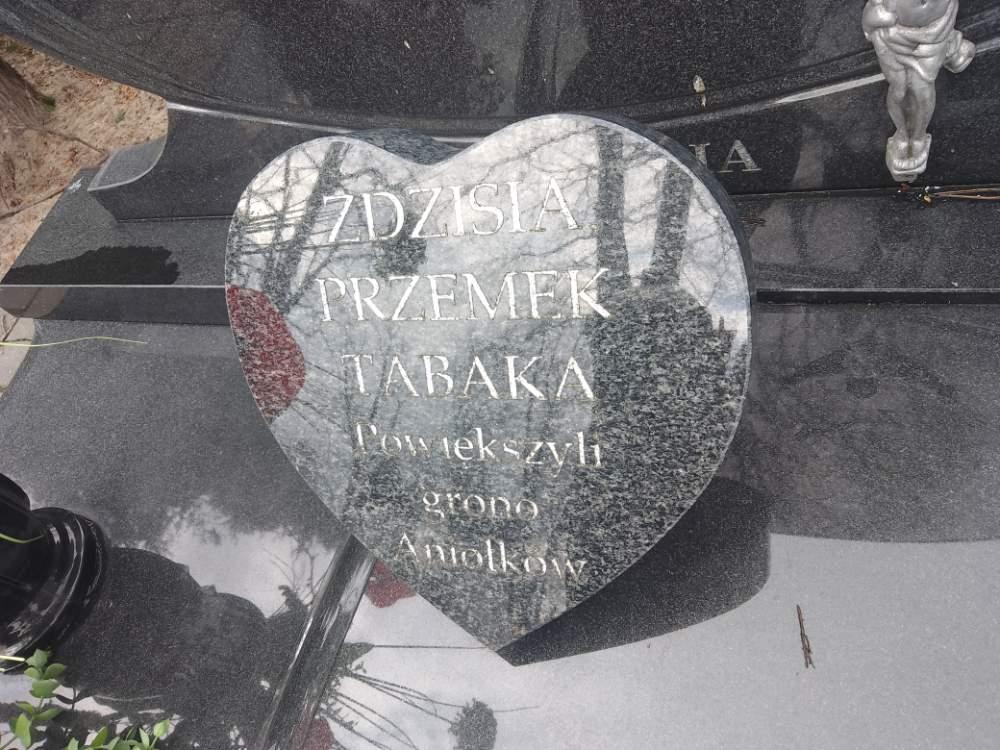 ZDZISIA
PRZEMEK
TABAKA
Powiększyli
grono
Aniołków